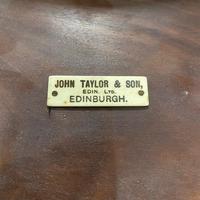 JOHN TAYLOR & SON,
EDIN. LTD.
EDINBURGH.